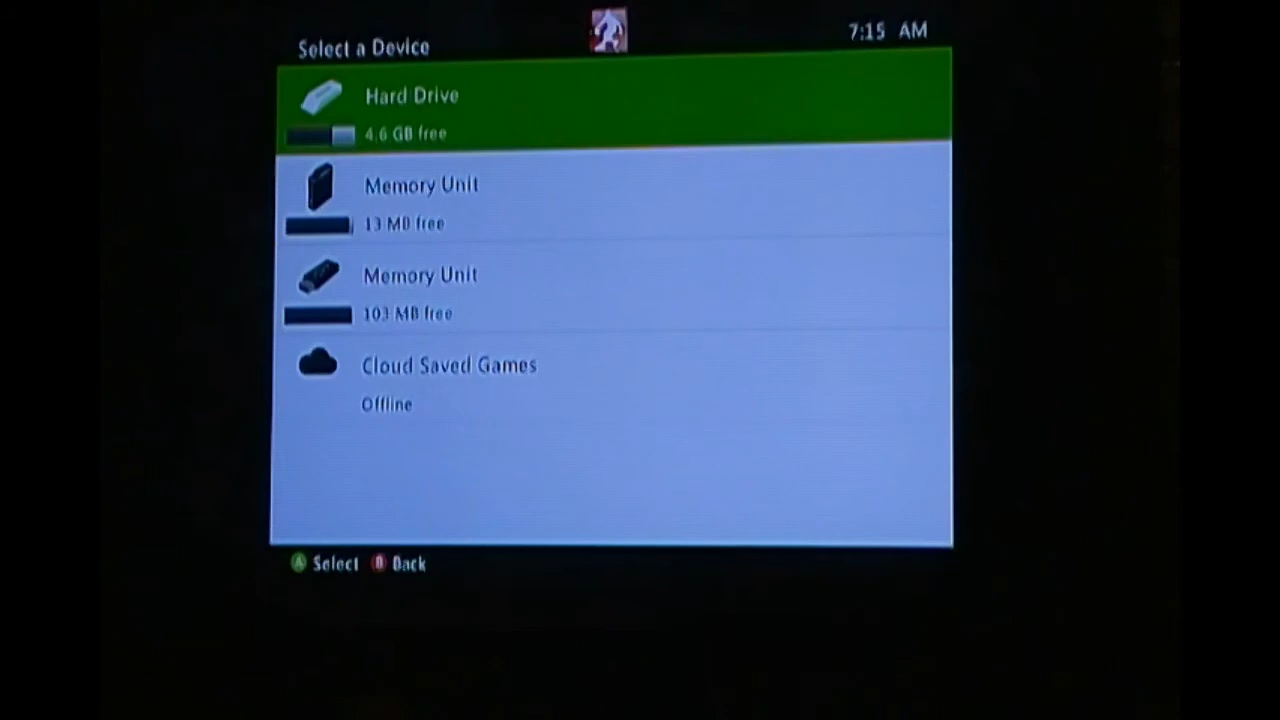 Select a Device
7:15 AM
Hard Drive
4.6 GB free
Memory Unit
13 MB free
Memory Unit
103 MB free
Cloud Saved Games
Offline
A Select B Back